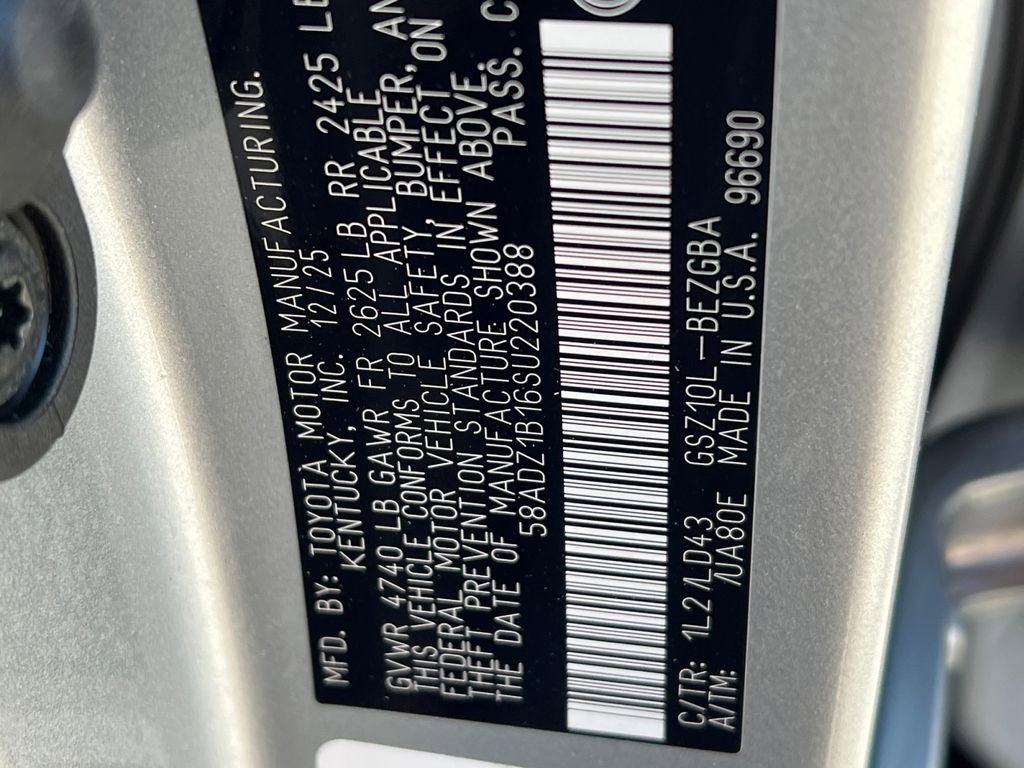 MFD. BY: TOYOTA MOTOR MANUFACTURING.
KENTUCKY, INC. 12/25
GVWR 4740 LB GAWR FR 2625 LB RR 2425 LB
THIS VEHICLE CONFORMS TO ALL APPLICABLE
FEDERAL MOTOR VEHICLE SAFETY, BUMPER, AN
THEFT PREVENTION STANDARDS IN EFFECT ON
THE DATE OF MANUFACTURE SHOWN ABOVE.
58ADZ1B16SU220388 PASS. C
C/TR: 1L2/LD43 GSZ10L-BEZGBA
A/TM: /UA80E MADE IN U.S.A. 96690